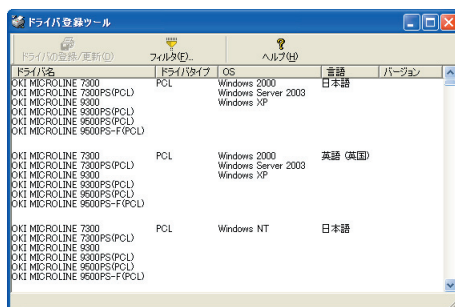 ドライバ登録ツール
ドライバの登録/更新(D)
フィルタ(F)...
ヘルプ(H)
ドライバ名 ドライバタイプ OS 言語 バージョン
OKI MICROLINE 7300 PCL Windows 2000 日本語
OKI MICROLINE 7300PS(PCL) Windows Server 2003
OKI MICROLINE 9300 Windows XP
OKI MICROLINE 9300PS(PCL)
OKI MICROLINE 9500PS(PCL)
OKI MICROLINE 9500PS-F(PCL)
OKI MICROLINE 7300 PCL Windows 2000 英語 (英国)
OKI MICROLINE 7300PS(PCL) Windows Server 2003
OKI MICROLINE 9300 Windows XP
OKI MICROLINE 9300PS(PCL)
OKI MICROLINE 9500PS(PCL)
OKI MICROLINE 9500PS-F(PCL)
OKI MICROLINE 7300 PCL Windows NT 日本語
OKI MICROLINE 7300PS(PCL)
OKI MICROLINE 9300
OKI MICROLINE 9300PS(PCL)
OKI MICROLINE 9500PS(PCL)
OKI MICROLINE 9500PS-F(PCL)